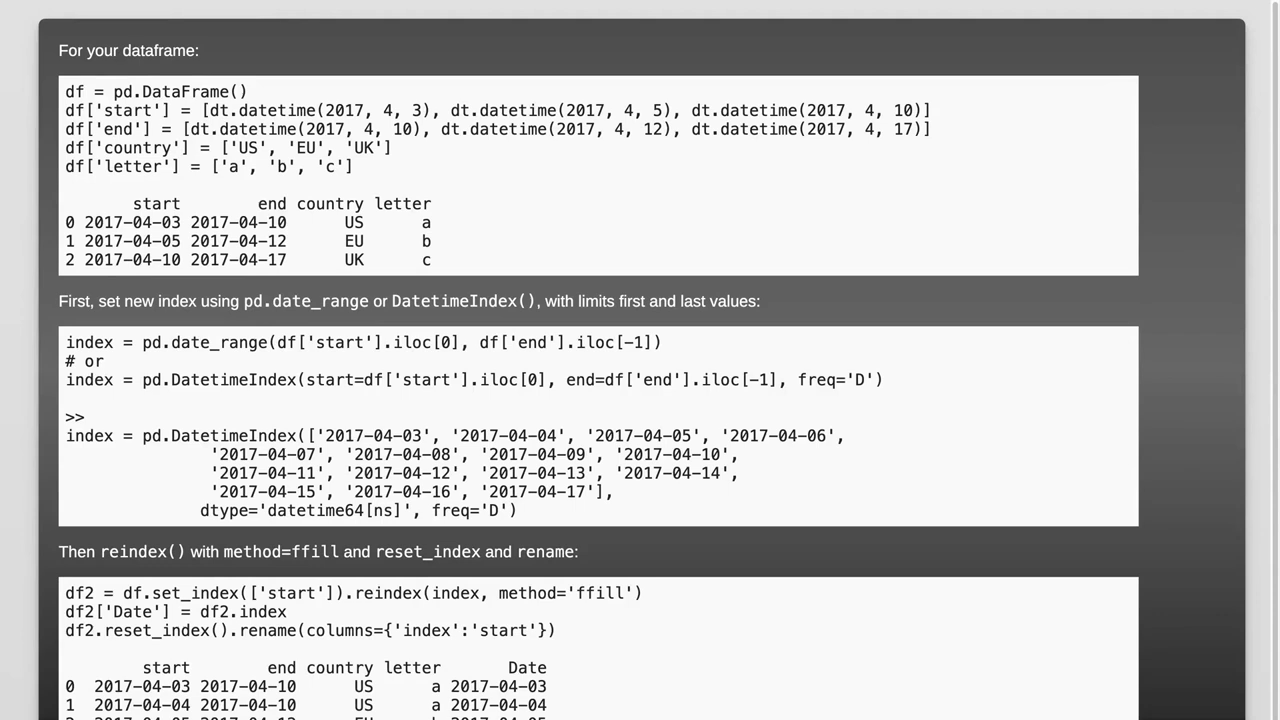 For your dataframe:
df = pd.DataFrame()
df['start'] = [dt.datetime(2017, 4, 3), dt.datetime(2017, 4, 5), dt.datetime(2017, 4, 10)]
df['end'] = [dt.datetime(2017, 4, 10), dt.datetime(2017, 4, 12), dt.datetime(2017, 4, 17)]
df['country'] = ['US', 'EU', 'UK']
df['letter'] = ['a', 'b', 'c']
start end country letter
0 2017-04-03 2017-04-10 US a
1 2017-04-05 2017-04-12 EU b
2 2017-04-10 2017-04-17 UK c
First, set new index using pd.date_range or DatetimeIndex(), with limits first and last values:
index = pd.date_range(df['start'].iloc[0], df['end'].iloc[-1])
# or
index = pd.DatetimeIndex(start=df['start'].iloc[0], end=df['end'].iloc[-1], freq='D')
>>
index = pd.DatetimeIndex(['2017-04-03', '2017-04-04', '2017-04-05', '2017-04-06',
'2017-04-07', '2017-04-08', '2017-04-09', '2017-04-10',
'2017-04-11', '2017-04-12', '2017-04-13', '2017-04-14',
'2017-04-15', '2017-04-16', '2017-04-17'],
dtype='datetime64[ns]', freq='D')
Then reindex() with method=ffill and reset_index and rename:
df2 = df.set_index(['start']).reindex(index, method='ffill')
df2['Date'] = df2.index
df2.reset_index().rename(columns={'index':'start'})
start end country letter Date
0 2017-04-03 2017-04-10 US a 2017-04-03
1 2017-04-04 2017-04-10 US a 2017-04-04